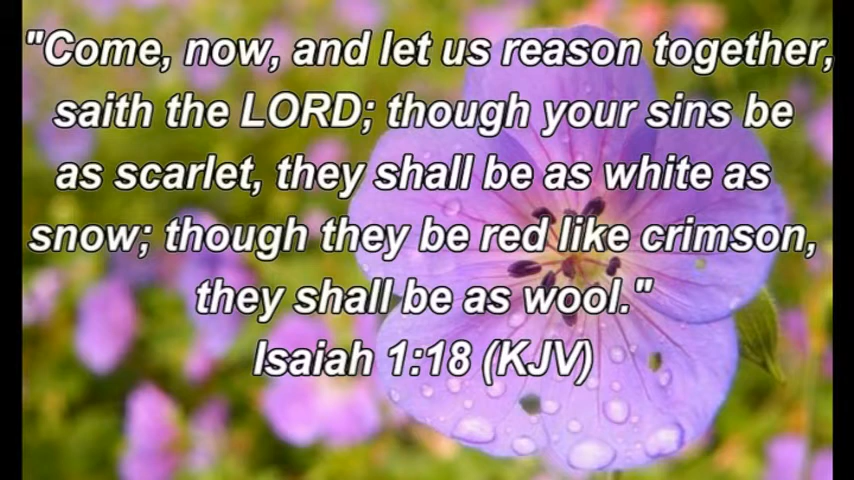 "Come, now, and let us reason together,
saith the LORD; though your sins be
as scarlet, they shall be as white as
snow; though they be red like crimson,
they shall be as wool."
Isaiah 1:18 (KJV)